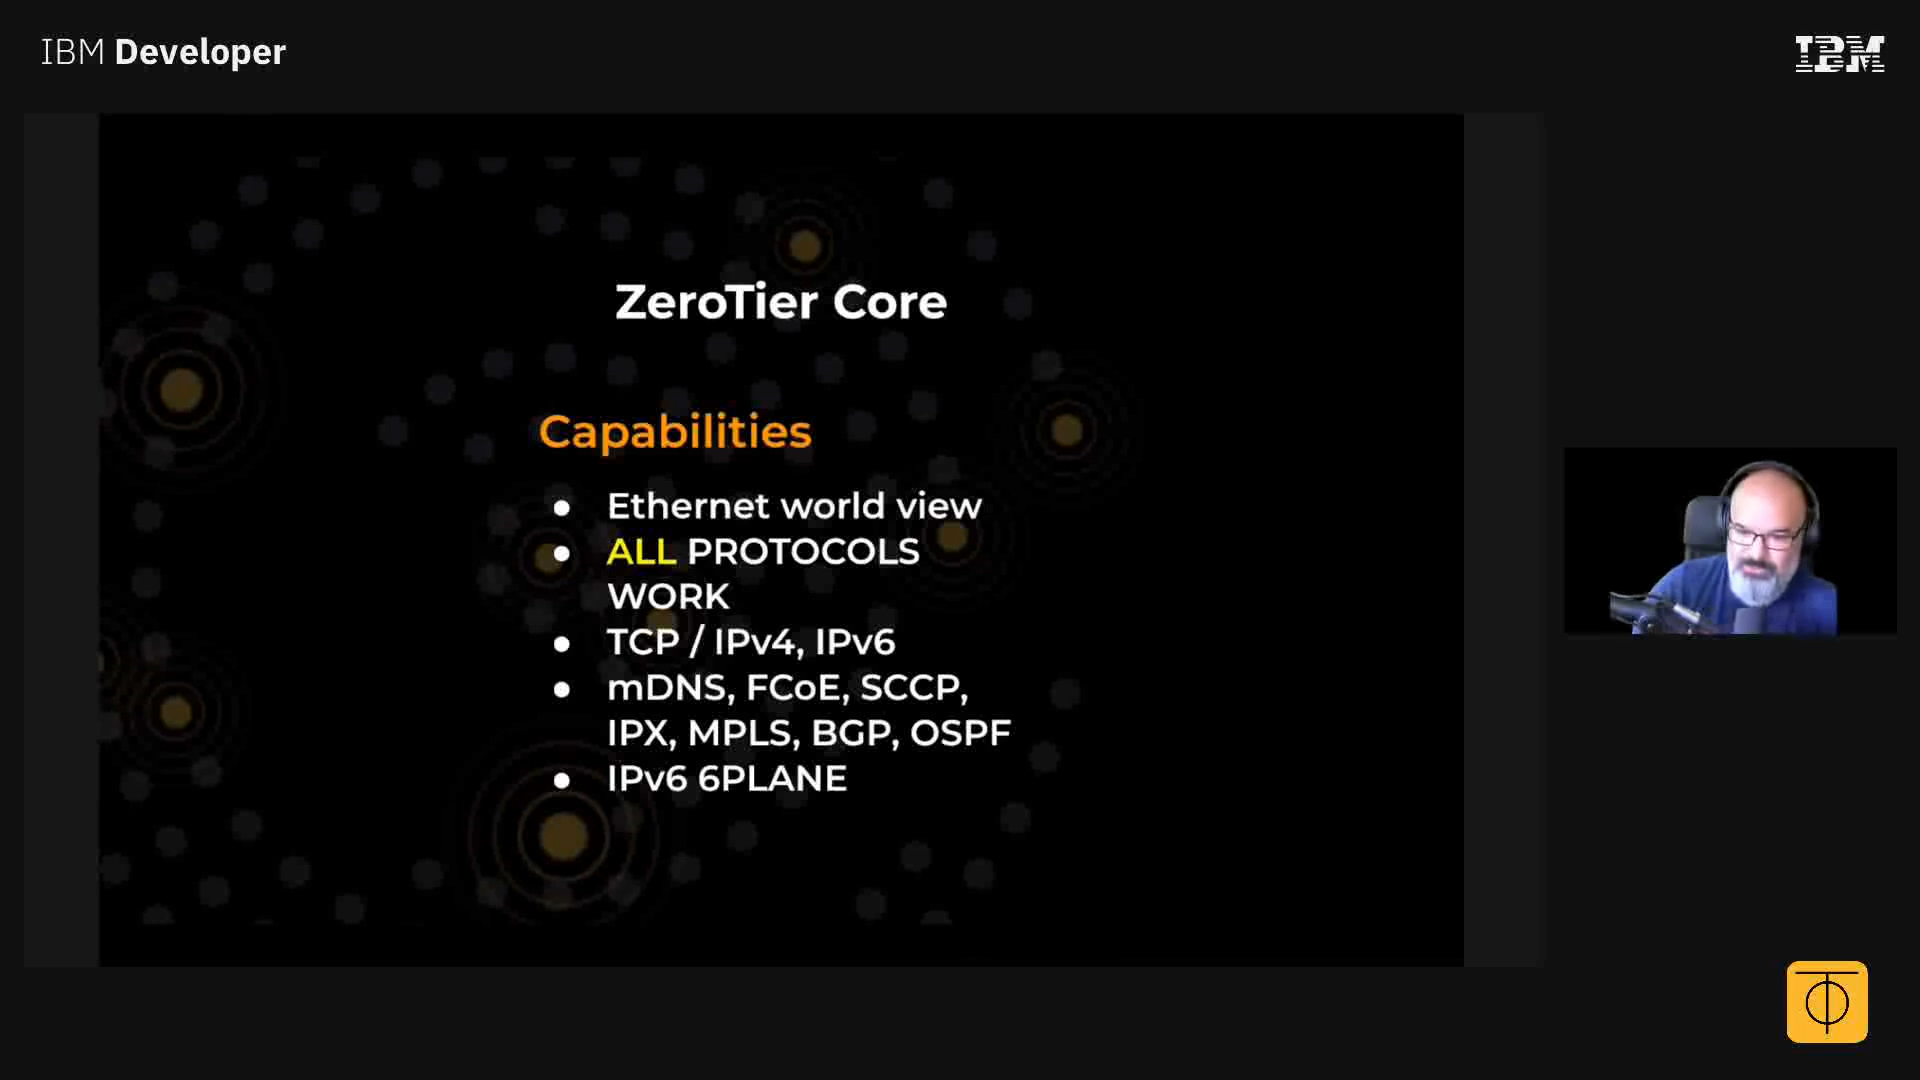 IBM Developer
IBM
ZeroTier Core
Capabilities
● Ethernet world view
● ALL PROTOCOLS
WORK
● TCP / IPv4, IPv6
● mDNS, FCoE, SCCP,
IPX, MPLS, BGP, OSPF
● IPv6 6PLANE